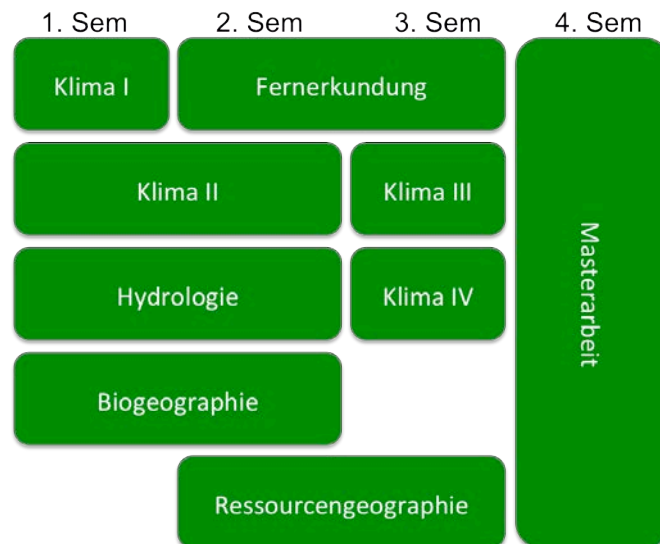 1. Sem 2. Sem 3. Sem 4. Sem
Klima I Fernerkundung
Klima II Klima III
Hydrologie Klima IV
Biogeographie
Ressourcengeographie
Masterarbeit